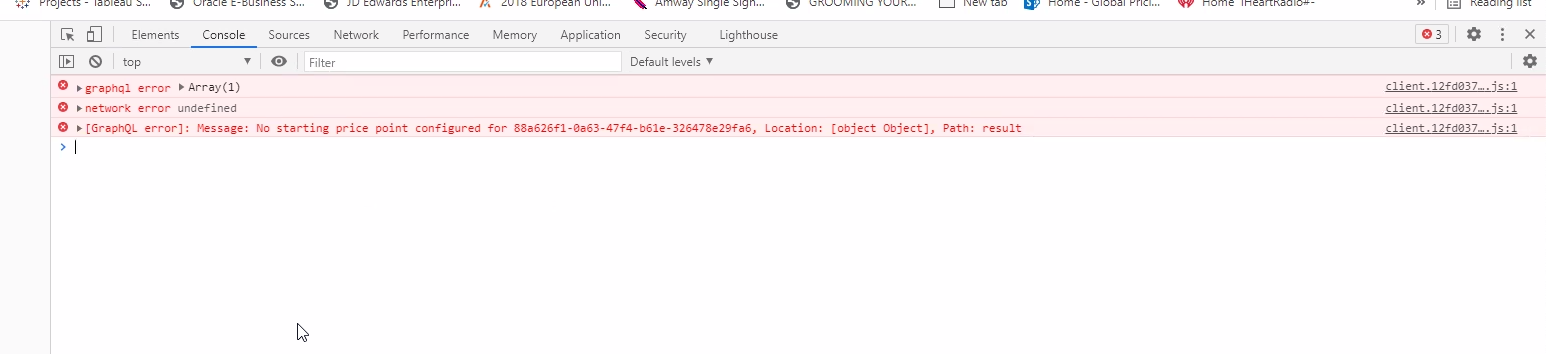 Projects - Tableau S... Oracle E-Business S... JD Edwards Enterpri... 2018 European Uni... Amway Single Sign... GROOMING YOUR... New tab Home - Global Prici... Home iHeartRadio#- » Reading list
Elements Console Sources Network Performance Memory Application Security Lighthouse 3
top Filter Default levels
graphql error Array(1) client.12fd037….js:1
network error undefined client.12fd037….js:1
[GraphQL error]: Message: No starting price point configured for 88a626f1-0a63-47f4-b61e-326478e29fa6, Location: [object Object], Path: result client.12fd037….js:1